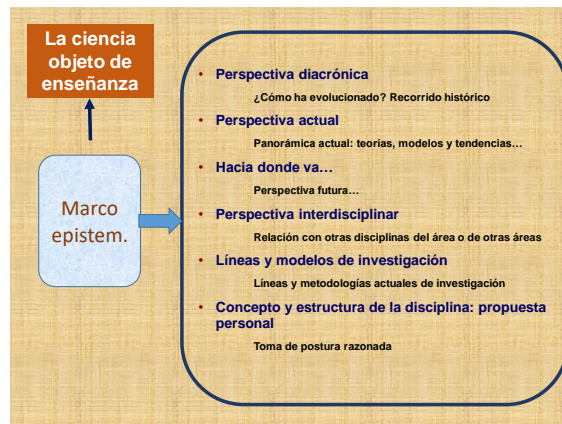 La ciencia
objeto de
enseñanza
Marco
epistem.
• Perspectiva diacrónica
¿Cómo ha evolucionado? Recorrido histórico
• Perspectiva actual
Panorámica actual: teorías, modelos y tendencias…
• Hacia donde va…
Perspectiva futura…
• Perspectiva interdisciplinar
Relación con otras disciplinas del área o de otras áreas
• Líneas y modelos de investigación
Líneas y metodologías actuales de investigación
• Concepto y estructura de la disciplina: propuesta
personal
Toma de postura razonada